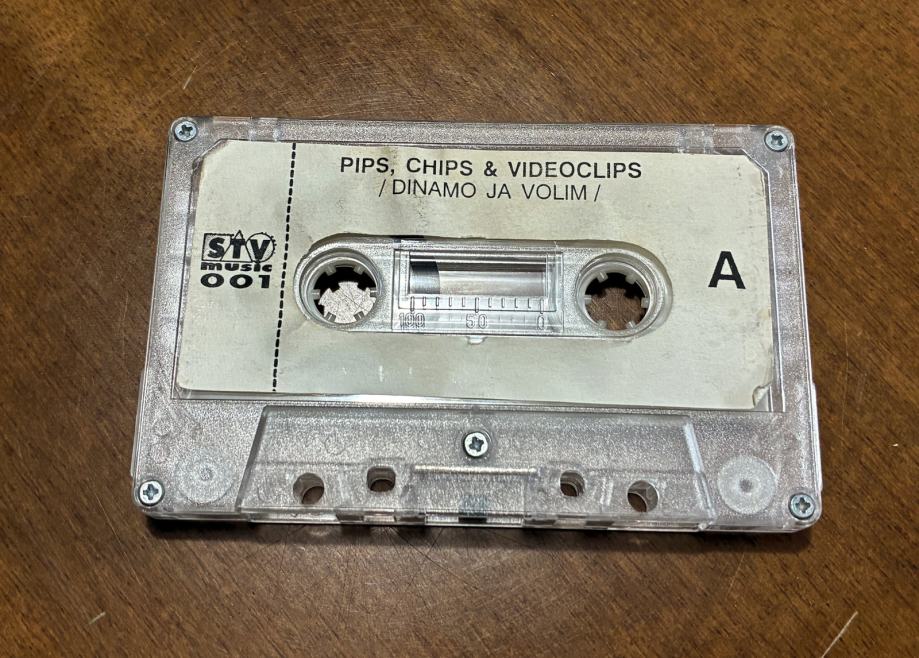 PIPS, CHIPS & VIDEOCLIPS
/ DINAMO JA VOLIM /
STV
music
001
A
100 50 0